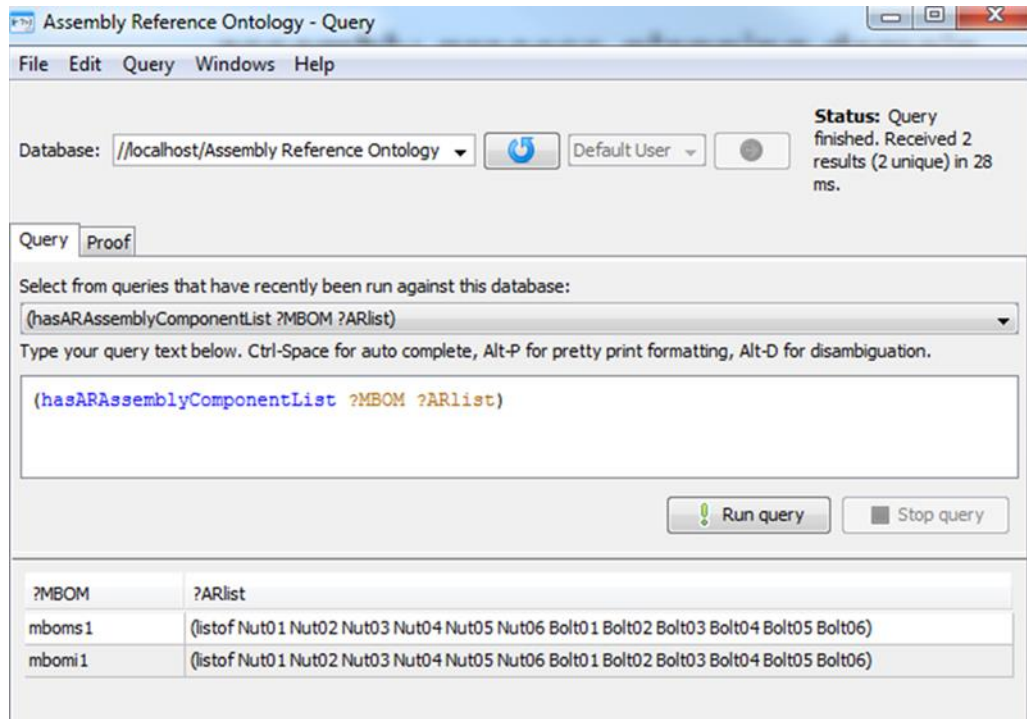 Assembly Reference Ontology - Query
File Edit Query Windows Help
Database: //localhost/Assembly Reference Ontology Default User
Status: Query
finished. Received 2
results (2 unique) in 28
ms.
Query Proof
Select from queries that have recently been run against this database:
(hasARAssemblyComponentList ?MBOM ?ARlist)
Type your query text below. Ctrl-Space for auto complete, Alt-P for pretty print formatting, Alt-D for disambiguation.
(hasARAssemblyComponentList ?MBOM ?ARlist)
Run query Stop query
?MBOM ?ARlist
mboms1 (listof Nut01 Nut02 Nut03 Nut04 Nut05 Nut06 Bolt01 Bolt02 Bolt03 Bolt04 Bolt05 Bolt06)
mbomi1 (listof Nut01 Nut02 Nut03 Nut04 Nut05 Nut06 Bolt01 Bolt02 Bolt03 Bolt04 Bolt05 Bolt06)